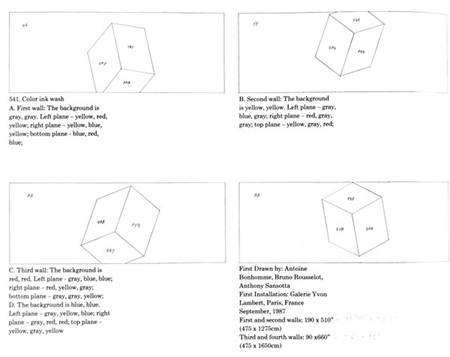 541. Color ink wash
A. First wall: The background is
gray, gray. Left plane – yellow, red,
yellow; right plane – yellow, blue,
yellow; bottom plane - blue, red,
blue;
B. Second wall: The background
is yellow, yellow. Left plane – gray,
blue, gray; right plane – red, gray,
gray; top plane – yellow, gray, red;
C. Third wall: The background is
red, red. Left plane – gray, blue, blue;
right plane – red, yellow, gray;
bottom plane – gray, gray, yellow;
D. The background is blue, blue.
Left plane – gray, yellow, blue; right
plane – gray, red, red; top plane –
yellow, gray, yellow
First Drawn by: Antoine
Bonhomme, Bruno Rousselot,
Anthony Sansotta
First Installation: Galerie Yvon
Lambert, Paris, France
September, 1987
First and second walls: 190 x 510"
(475 x 1275cm)
Third and fourth walls: 90 x660"
(475 x 1650cm)